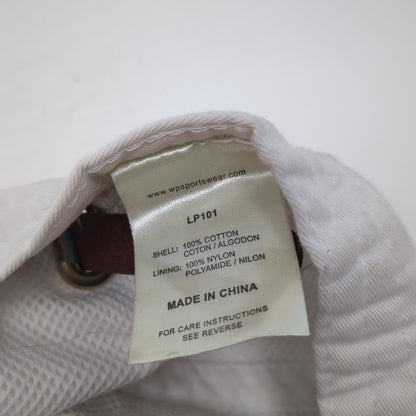 www.wpsportswear.com
LP101
SHELL: 100% COTTON
COTON / ALGODON
LINING: 100% NYLON
POLYAMIDE / NILON
MADE IN CHINA
FOR CARE INSTRUCTIONS
SEE REVERSE